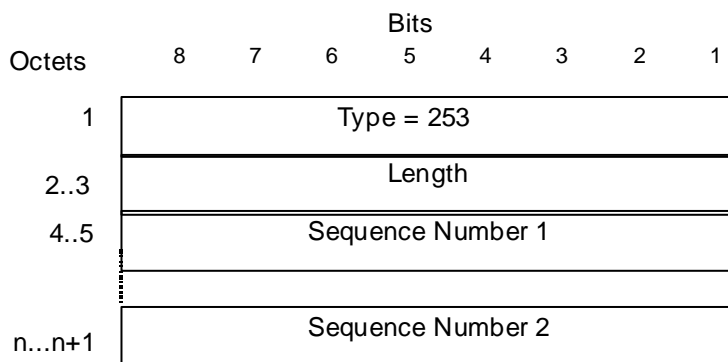 Bits
Octets 8 7 6 5 4 3 2 1
1 Type = 253
2..3 Length
4..5 Sequence Number 1
n...n+1 Sequence Number 2